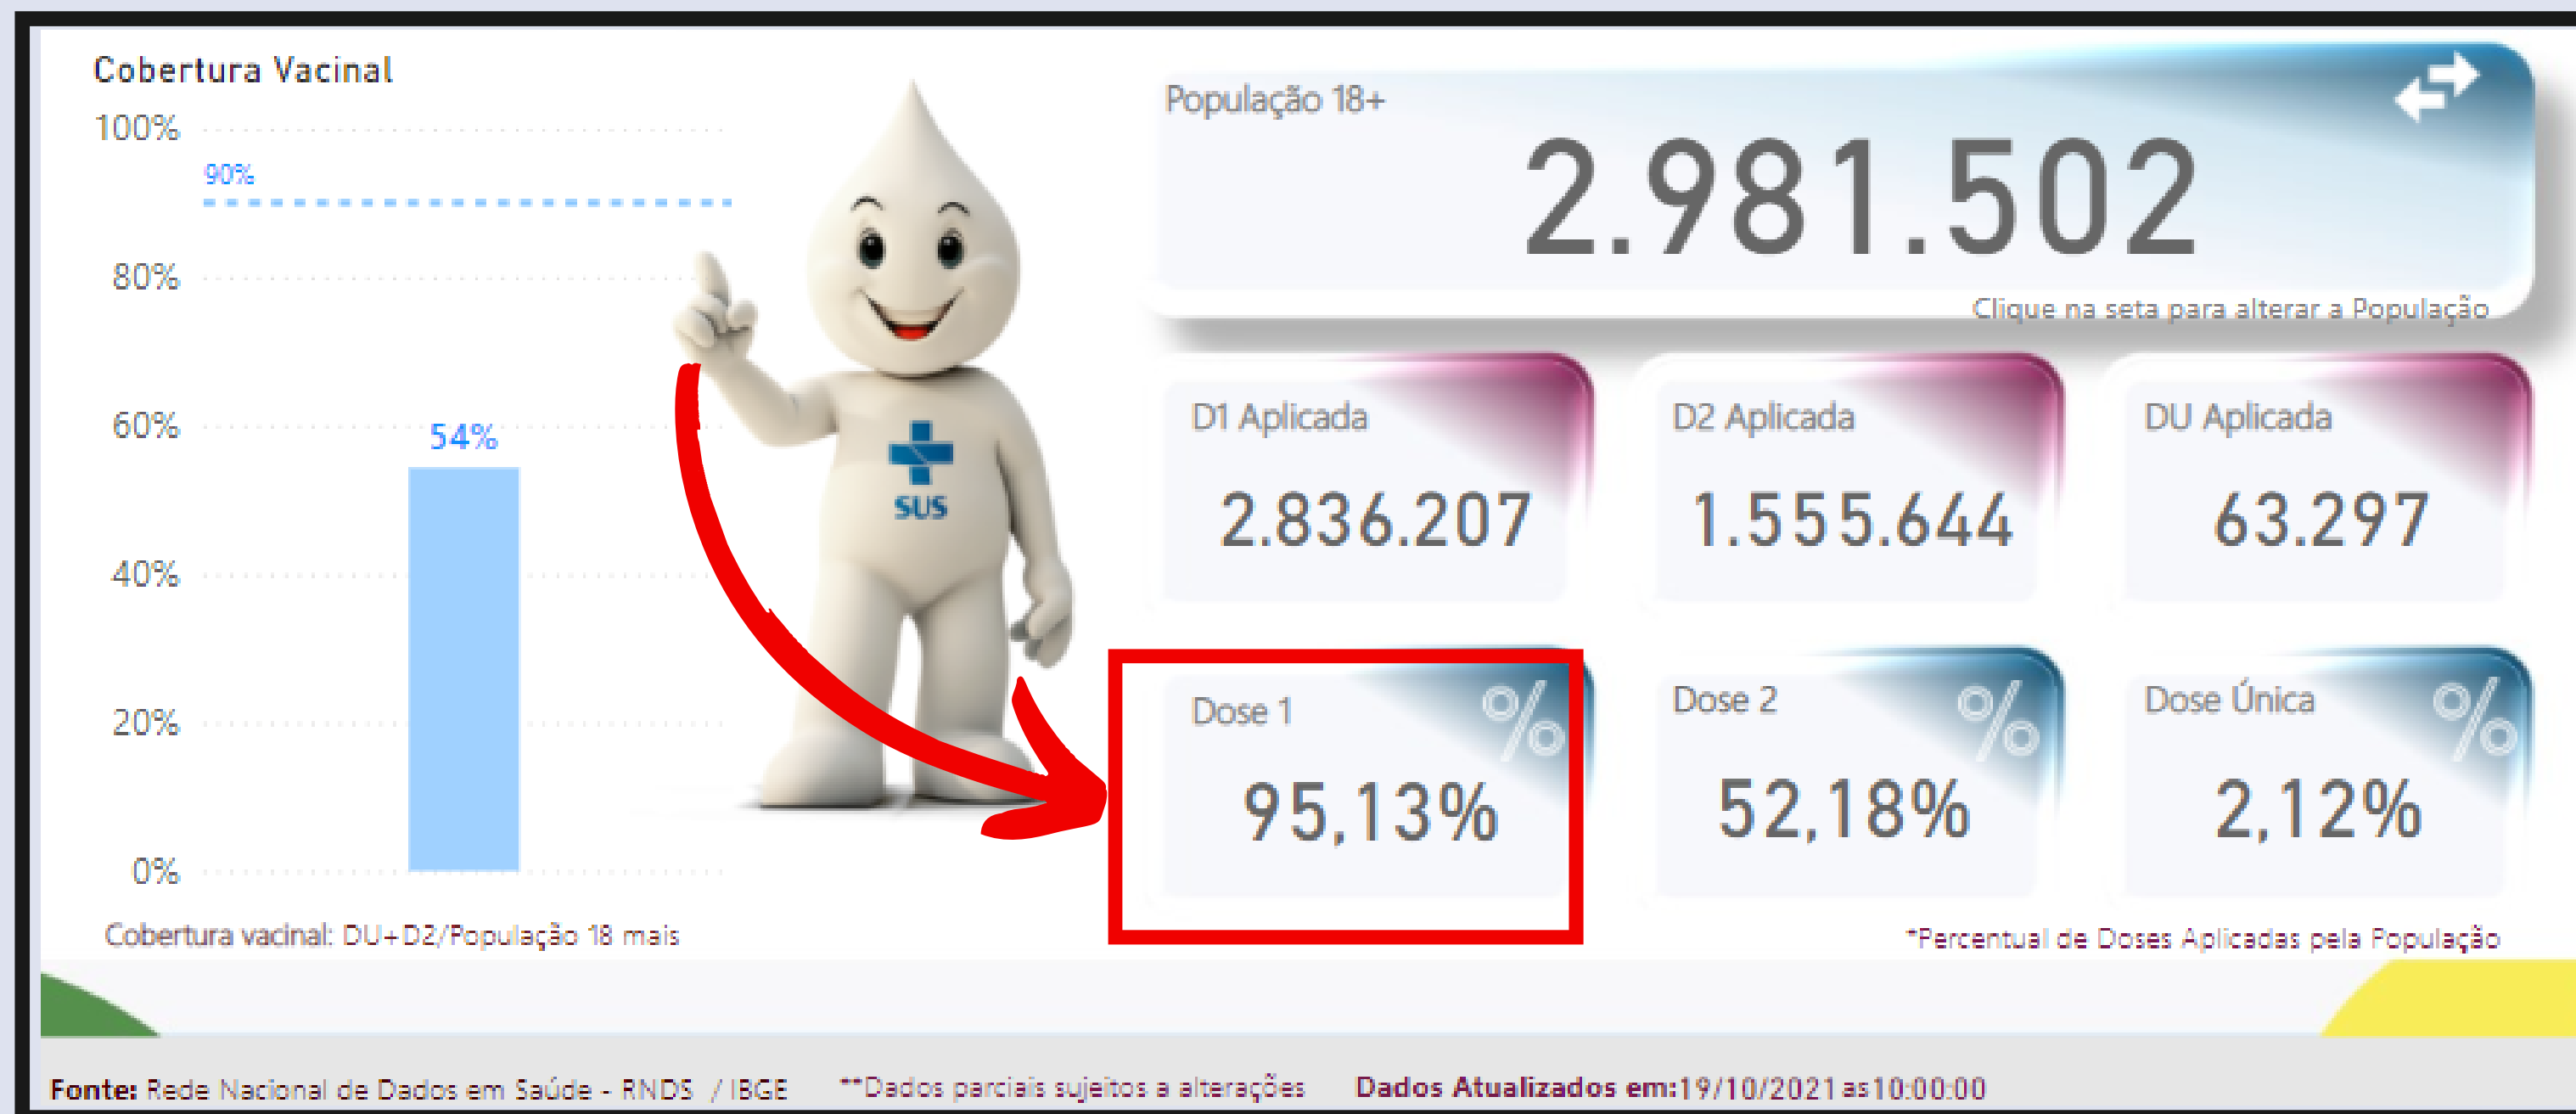 Cobertura Vacinal
100%
90%
80%
60%
54%
40%
20%
0%
Cobertura vacinal: DU+D2/População 18 mais
SUS
População 18+
2.981.502
Clique na seta para alterar a População
D1 Aplicada
2.836.207
D2 Aplicada
1.555.644
DU Aplicada
63.297
Dose 1 %
95,13%
Dose 2 %
52,18%
Dose Única %
2,12%
*Percentual de Doses Aplicadas pela População
Fonte: Rede Nacional de Dados em Saúde - RNDS / IBGE **Dados parciais sujeitos a alterações Dados Atualizados em:19/10/2021 as10:00:00